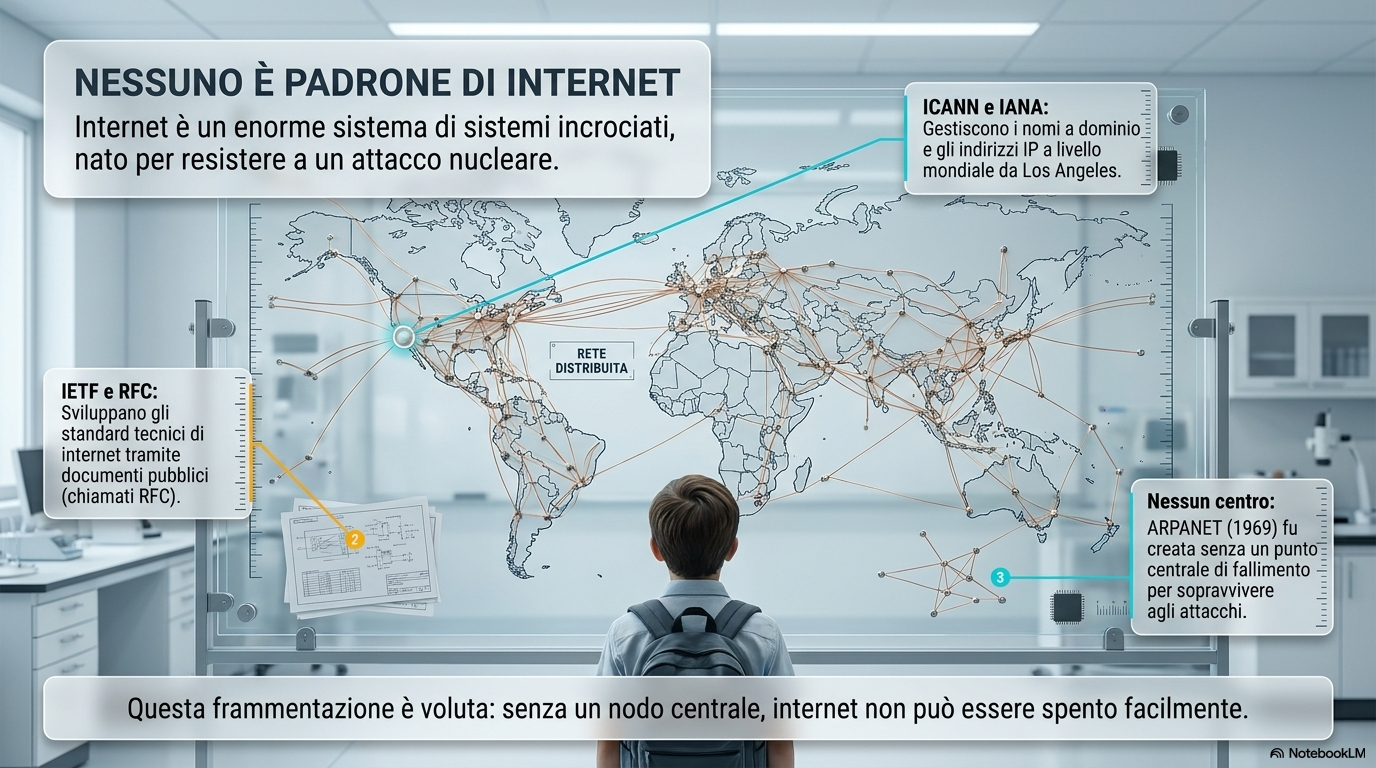 NESSUNO È PADRONE DI INTERNET
Internet è un enorme sistema di sistemi incrociati,
nato per resistere a un attacco nucleare.
ICANN e IANA:
Gestiscono i nomi a dominio
e gli indirizzi IP a livello
mondiale da Los Angeles.
RETE
DISTRIBUITA
IETF e RFC:
Sviluppano gli
standard tecnici di
internet tramite
documenti pubblici
(chiamati RFC).
2
Nessun centro:
ARPANET (1969) fu
creata senza un punto
centrale di fallimento
per sopravvivere
agli attacchi.
3
Questa frammentazione è voluta: senza un nodo centrale, internet non può essere spento facilmente.
NotebookLM